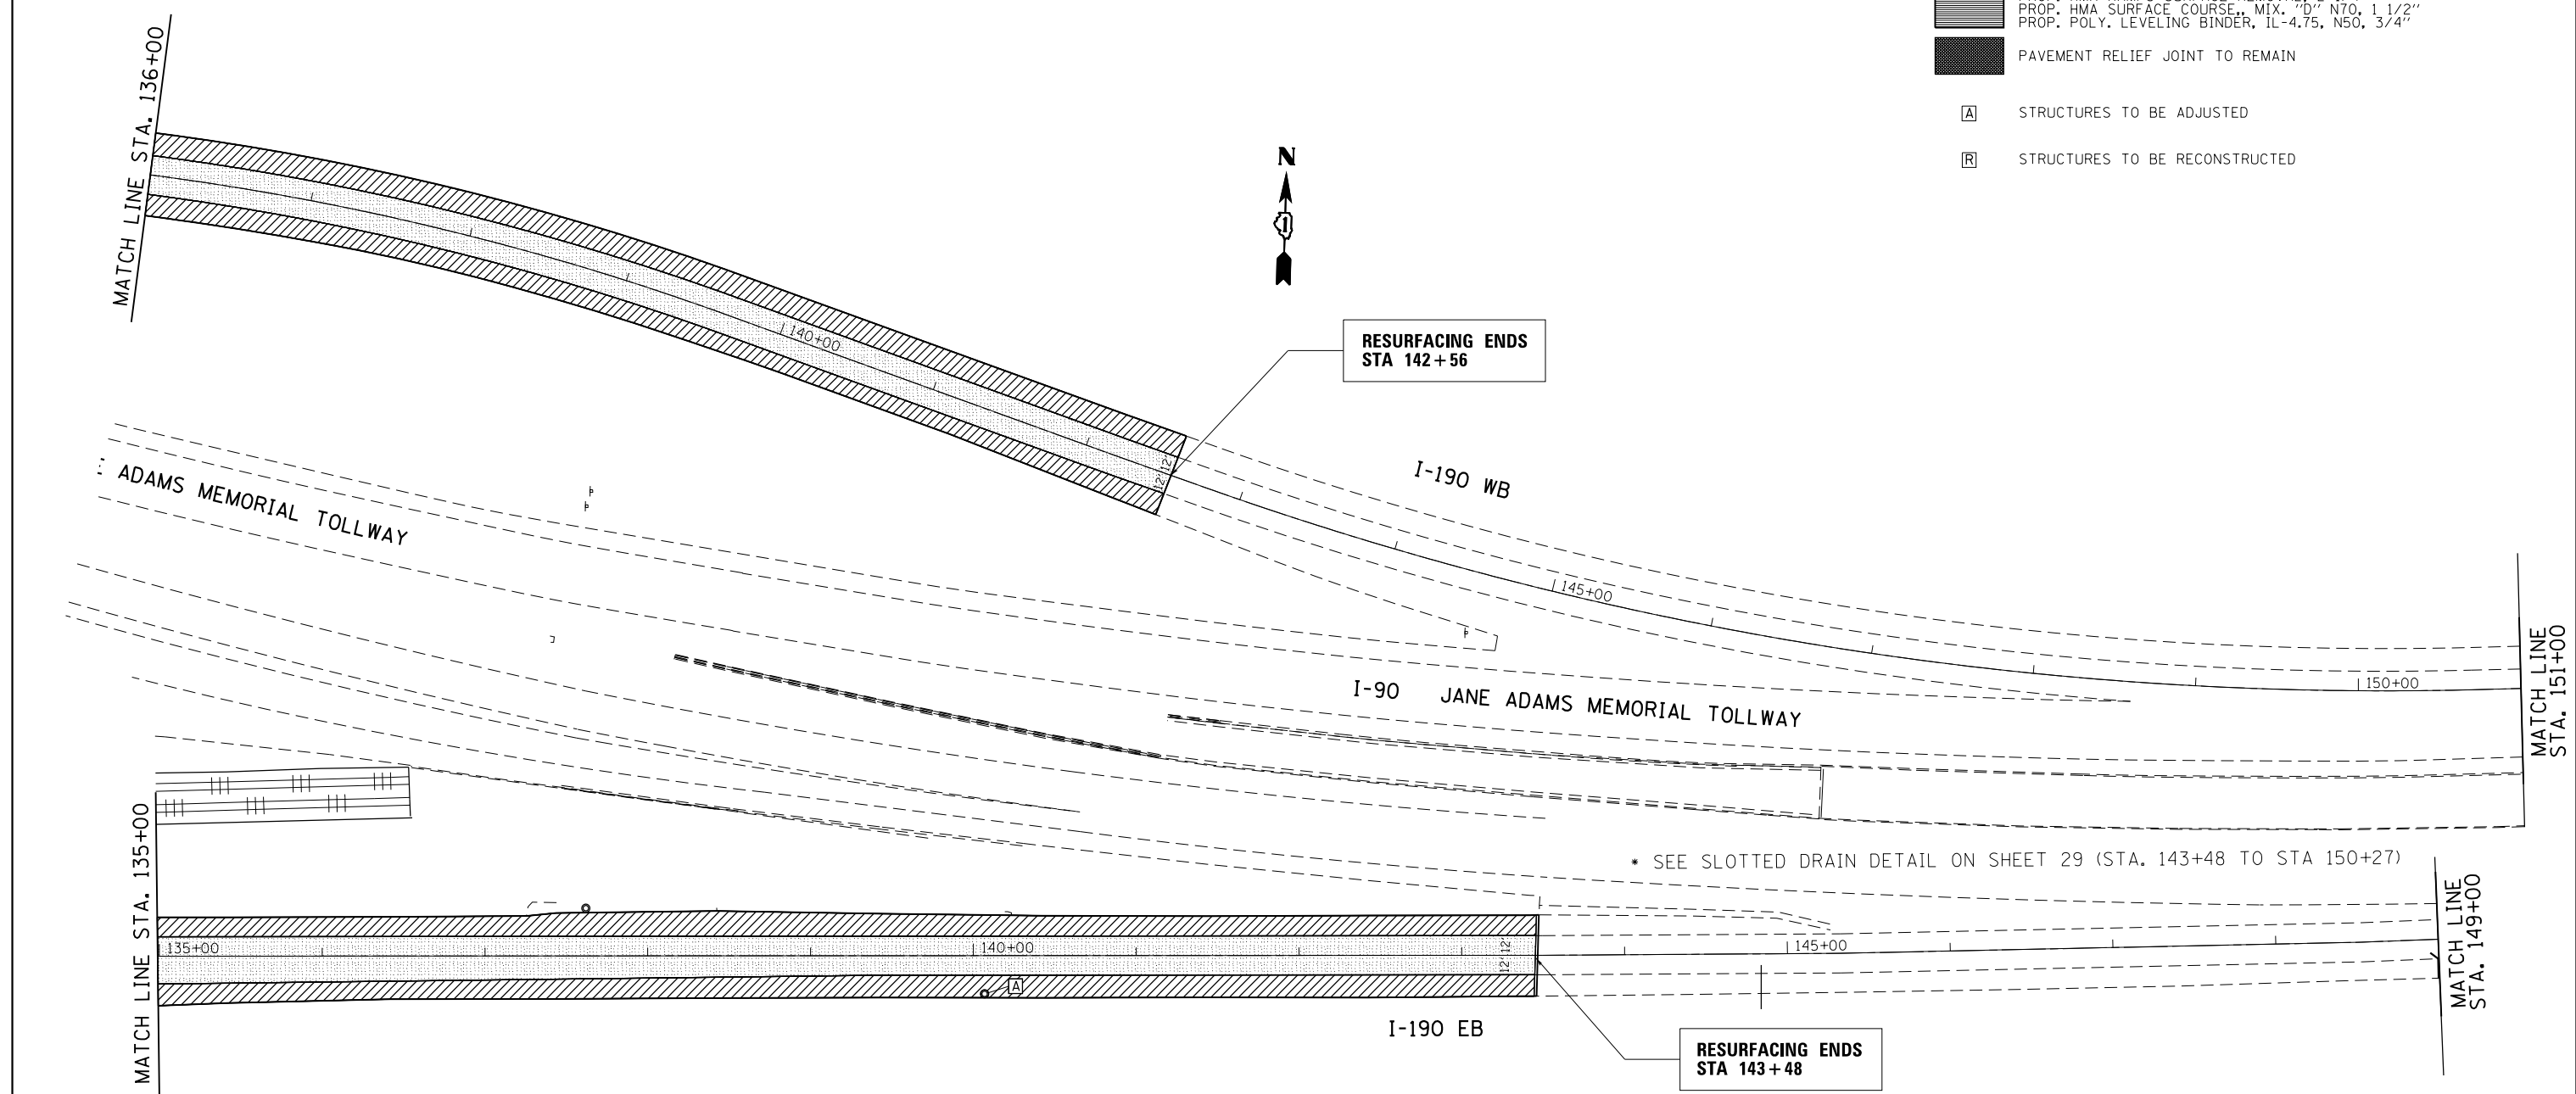 PROP. HMA SURFACE COURSE,, MIX. "D" N70, 1 1/2"
PROP. POLY. LEVELING BINDER, IL-4.75, N50, 3/4"
PAVEMENT RELIEF JOINT TO REMAIN
A STRUCTURES TO BE ADJUSTED
R STRUCTURES TO BE RECONSTRUCTED
MATCH LINE STA. 136+00
N
1
140+00
RESURFACING ENDS
STA 142+56
12' 12'
I-190 WB
ADAMS MEMORIAL TOLLWAY
145+00
150+00
I-90 JANE ADAMS MEMORIAL TOLLWAY
MATCH LINE
STA. 151+00
* SEE SLOTTED DRAIN DETAIL ON SHEET 29 (STA. 143+48 TO STA 150+27)
MATCH LINE STA. 135+00
135+00
140+00
12' 12'
145+00
A
MATCH LINE
STA. 149+00
I-190 EB
RESURFACING ENDS
STA 143+48